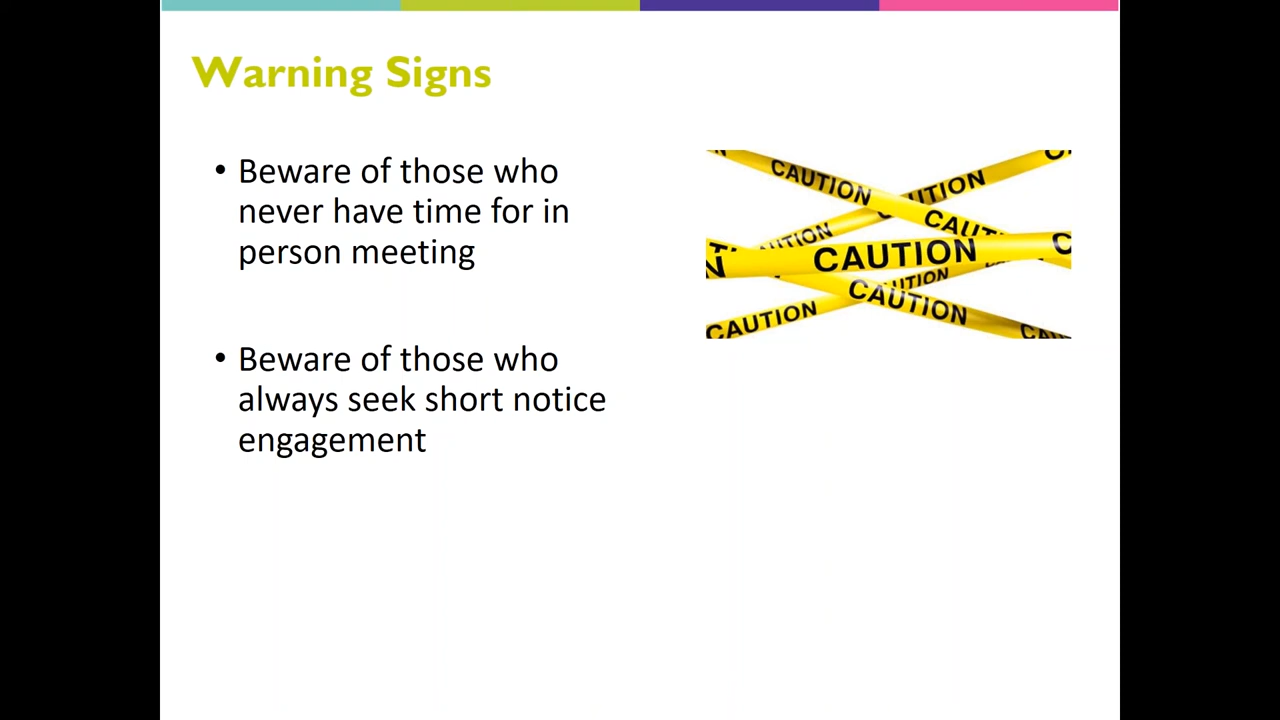 Warning Signs
• Beware of those who
never have time for in
person meeting
• Beware of those who
always seek short notice
engagement
CAUTION
CAUTION
CAUTION
CAUTION